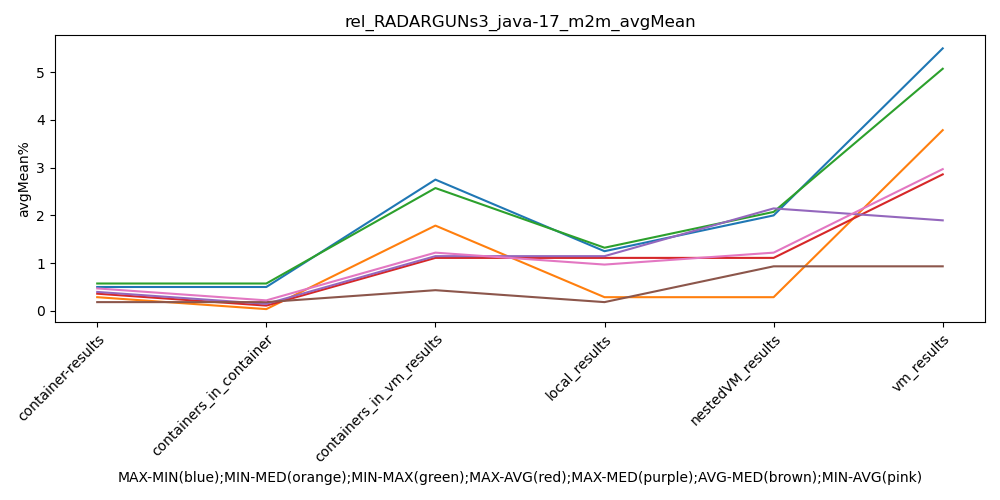 rel_RADARGUNs3_java-17_m2m_avgMean
avgMean%
5
4
3
2
1
0
container-results
containers_in_container
containers_in_vm_results
local_results
nestedVM_results
vm_results
MAX-MIN(blue);MIN-MED(orange);MIN-MAX(green);MAX-AVG(red);MAX-MED(purple);AVG-MED(brown);MIN-AVG(pink)